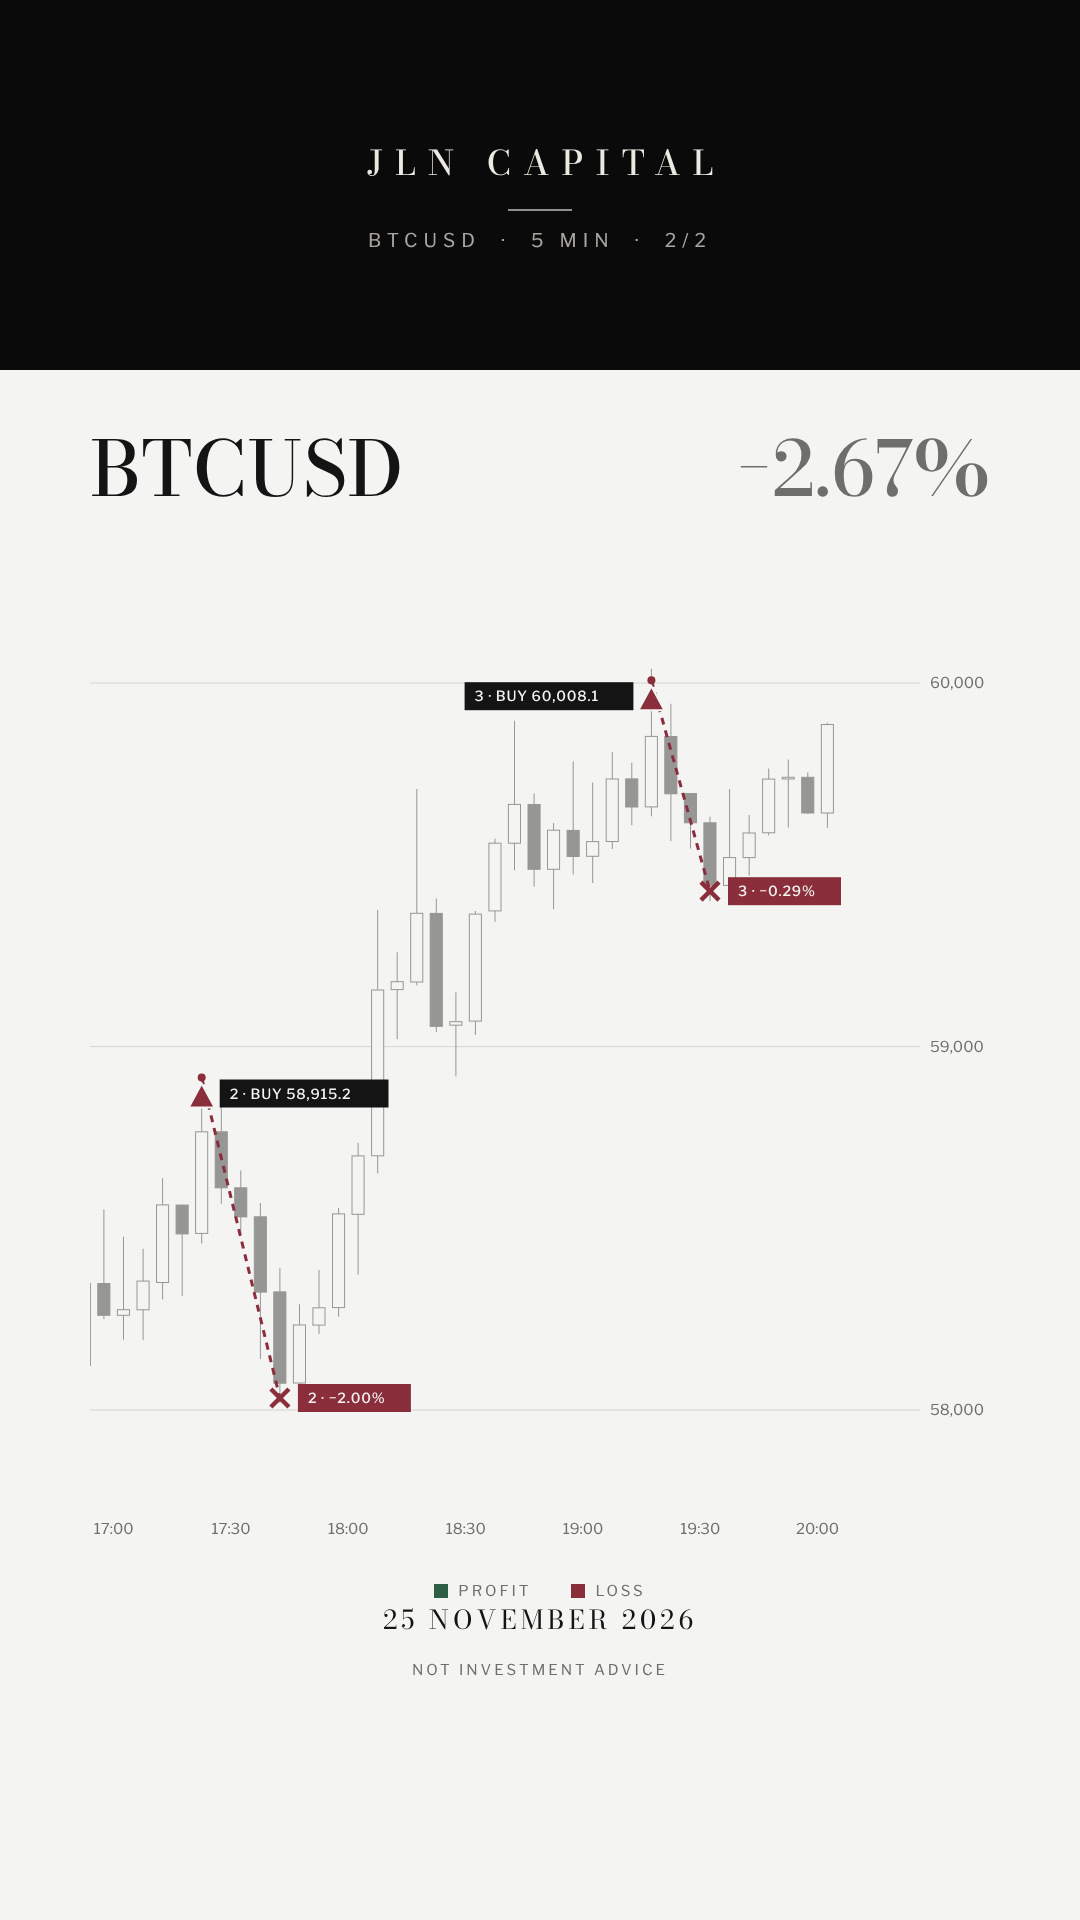 JLN CAPITAL
BTCUSD · 5 MIN · 2/2
BTCUSD
−2.67%
60,000
3 · BUY 60,008.1
3 · −0.29%
59,000
2 · BUY 58,915.2
2 · −2.00%
58,000
17:00 17:30 18:00 18:30 19:00 19:30 20:00
PROFIT LOSS
25 NOVEMBER 2026
NOT INVESTMENT ADVICE